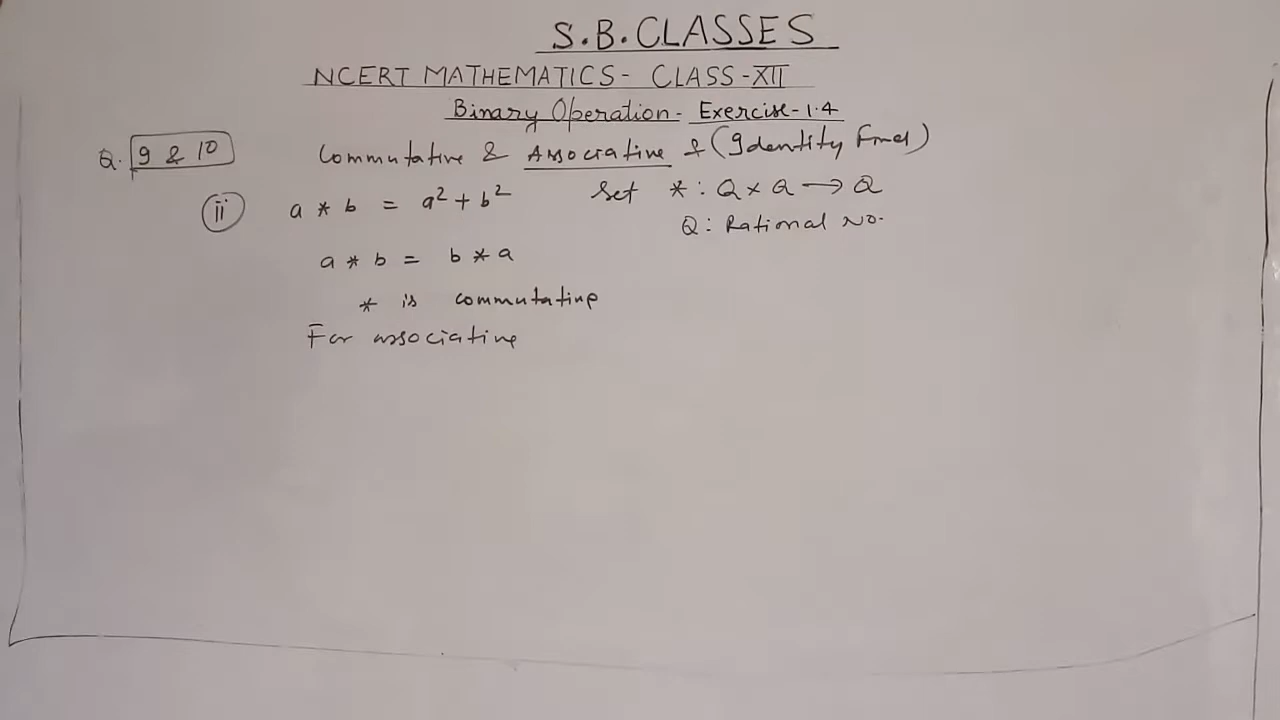 S.B.CLASSES
NCERT MATHEMATICS - CLASS-XII
Binary Operation - Exercise-1.4
Q. 9 & 10 Commutative & Associative & (Identity Find)
ii a * b = a² + b² Set * : Q × Q → Q
Q : Rational No.
a * b = b * a
* is commutative
For associative